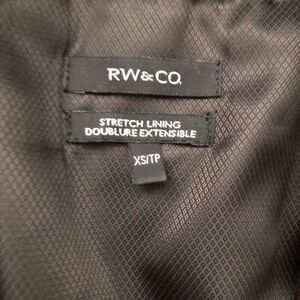 RW&CO.
STRETCH LINING
DOUBLURE EXTENSIBLE
XS/TP